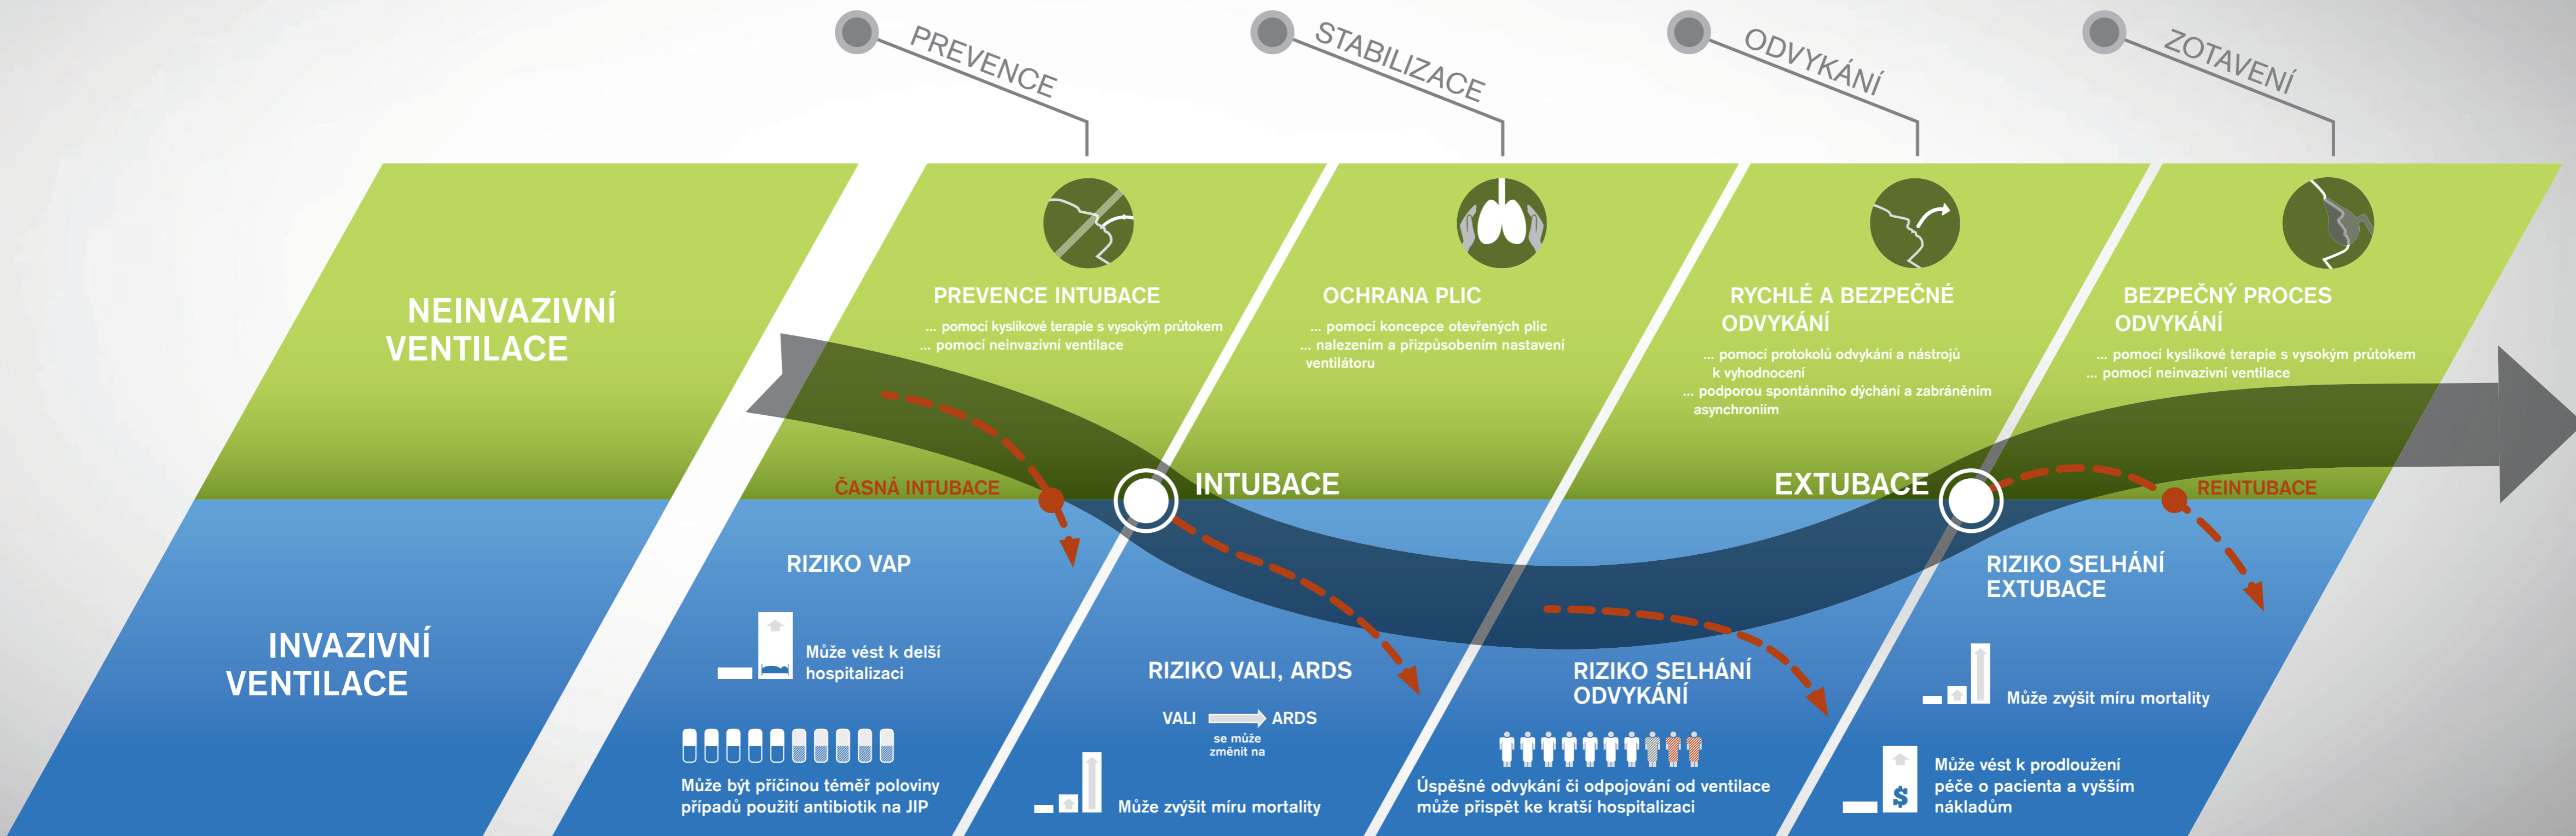 PREVENCE
STABILIZACE
ODVYKÁNÍ
ZOTAVENÍ
NEINVAZIVNÍ
VENTILACE
PREVENCE INTUBACE
... pomocí kyslíkové terapie s vysokým průtokem
... pomocí neinvazivní ventilace
OCHRANA PLIC
... pomocí koncepce otevřených plic
... nalezením a přizpůsobením nastavení
ventilátoru
RYCHLÉ A BEZPEČNÉ
ODVYKÁNÍ
... pomocí protokolů odvykání a nástrojů
k vyhodnocení
... podporou spontánního dýchání a zabráněním
asynchroniím
BEZPEČNÝ PROCES
ODVYKÁNÍ
... pomocí kyslíkové terapie s vysokým průtokem
... pomocí neinvazivní ventilace
ČASNÁ INTUBACE
INTUBACE
EXTUBACE
REINTUBACE
INVAZIVNÍ
VENTILACE
RIZIKO VAP
Může vést k delší
hospitalizaci
Může být příčinou téměř poloviny
případů použití antibiotik na JIP
RIZIKO VALI, ARDS
VALI ARDS
se může
změnit na
Může zvýšit míru mortality
RIZIKO SELHÁNÍ
ODVYKÁNÍ
Úspěšné odvykání či odpojování od ventilace
může přispět ke kratší hospitalizaci
RIZIKO SELHÁNÍ
EXTUBACE
Může zvýšit míru mortality
$
Může vést k prodloužení
péče o pacienta a vyšším
nákladům